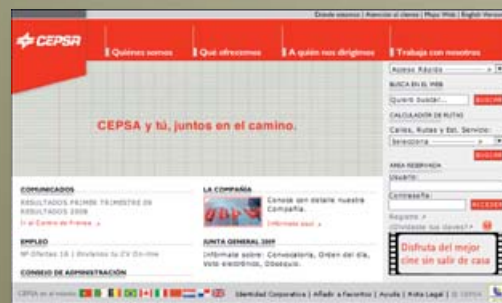 Dónde estamos | Atención al cliente | Mapa Web | English Version
CEPSA
Quiénes somos
Qué ofrecemos
A quién nos dirigimos
Trabaja con nosotros
Acceso Rápido
BUSCA EN EL WEB
Quiero buscar...
BUSCAR
CALCULADOR DE RUTAS
Calles, Rutas y Est. Servicio:
Selecciona
BUSCAR
CEPSA y tú, juntos en el camino.
AREA RESERVADA
Usuario:
Contraseña:
ACCEDER
Registro >
¿Olvidaste tus claves? >
COMUNICADOS
RESULTADOS PRIMER TRIMESTRE DE
RESULTADOS 2009
Ir al Centro de Prensa
LA COMPAÑÍA
Conoce con detalle nuestra
Compañía.
Infórmate aquí
EMPLEO
Nº Ofertas 10 | Envíanos tu CV On-line
JUNTA GENERAL 2009
Infórmate sobre: Convocatoria, Orden del día,
Voto electrónico, Obsequio.
CONSEJO DE ADMINISTRACIÓN
Disfruta del mejor
cine sin salir de casa
CEPSA en el mundo
Identidad Corporativa | Añadir a Favoritos | Ayuda | Nota Legal | © CEPSA